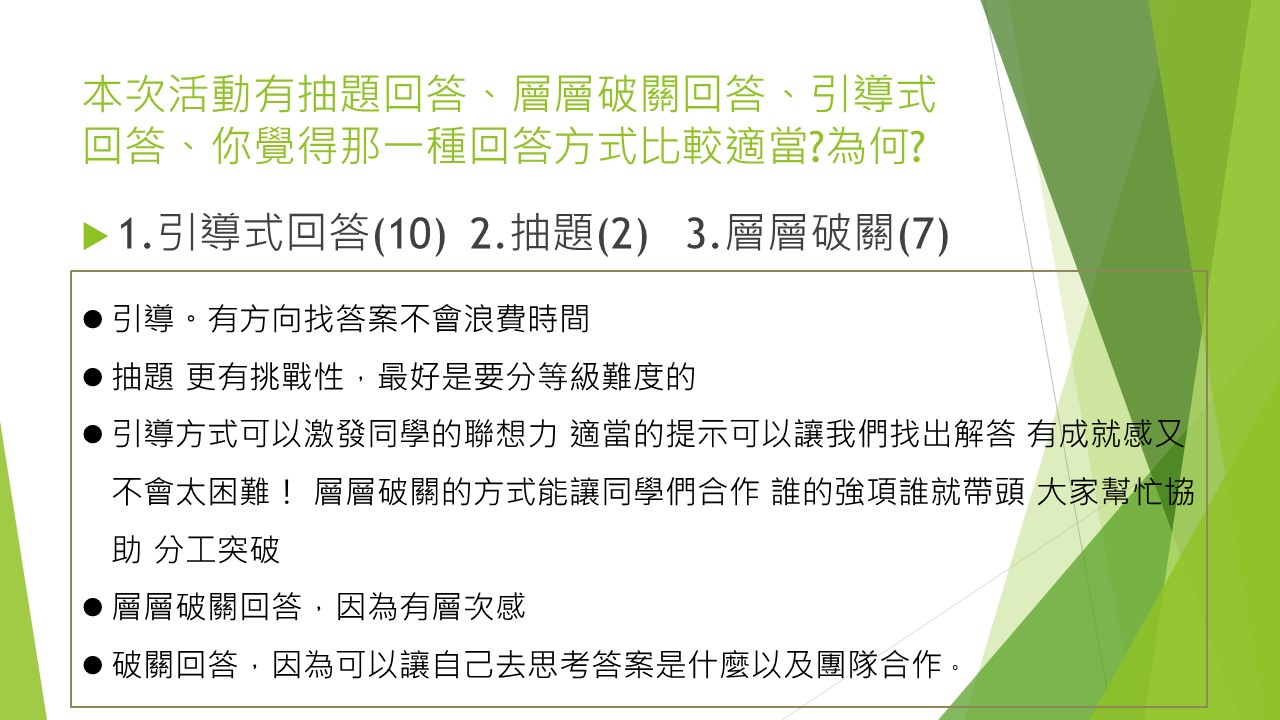 本次活動有抽題回答、層層破關回答、引導式
回答、你覺得那一種回答方式比較適當?為何?
1.引導式回答(10) 2.抽題(2) 3.層層破關(7)
引導。有方向找答案不會浪費時間
抽題 更有挑戰性，最好是要分等級難度的
引導方式可以激發同學的聯想力 適當的提示可以讓我們找出解答 有成就感又
不會太困難！ 層層破關的方式能讓同學們合作 誰的強項誰就帶頭 大家幫忙協
助 分工突破
層層破關回答，因為有層次感
破關回答，因為可以讓自己去思考答案是什麼以及團隊合作。